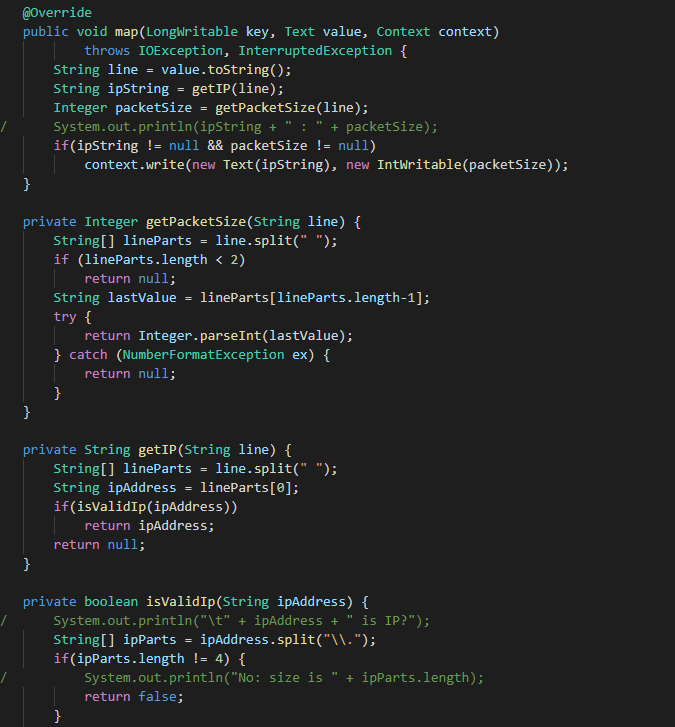 @Override
public void map(LongWritable key, Text value, Context context)
        throws IOException, InterruptedException {
    String line = value.toString();
    String ipString = getIP(line);
    Integer packetSize = getPacketSize(line);
/      System.out.println(ipString + " : " + packetSize);
    if(ipString != null && packetSize != null)
        context.write(new Text(ipString), new IntWritable(packetSize));
}

private Integer getPacketSize(String line) {
    String[] lineParts = line.split(" ");
    if (lineParts.length < 2)
        return null;
    String lastValue = lineParts[lineParts.length-1];
    try {
        return Integer.parseInt(lastValue);
    } catch (NumberFormatException ex) {
        return null;
    }
}

private String getIP(String line) {
    String[] lineParts = line.split(" ");
    String ipAddress = lineParts[0];
    if(isValidIp(ipAddress))
        return ipAddress;
    return null;
}

private boolean isValidIp(String ipAddress) {
/      System.out.println("\t" + ipAddress + " is IP?");
    String[] ipParts = ipAddress.split("\\.");
    if(ipParts.length != 4) {
/          System.out.println("No: size is " + ipParts.length);
        return false;
    }